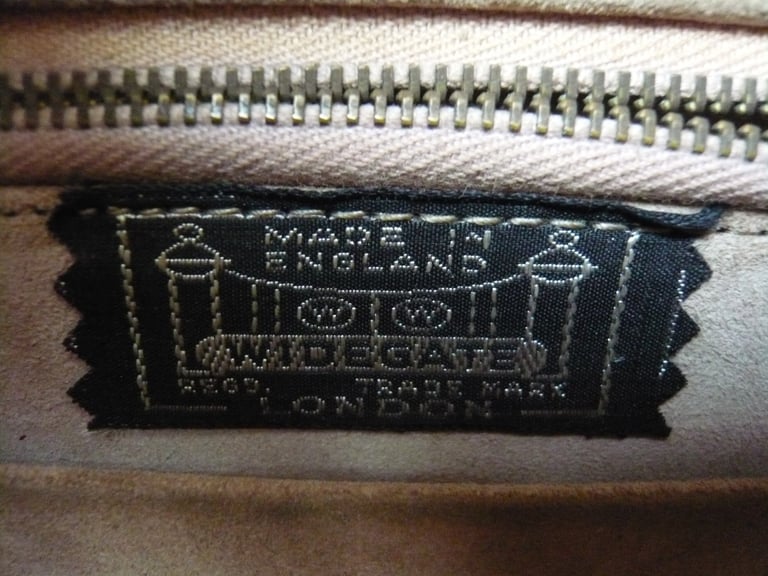 MADE IN
ENGLAND
W W
WIDEGATE
REGD. TRADE MARK
LONDON